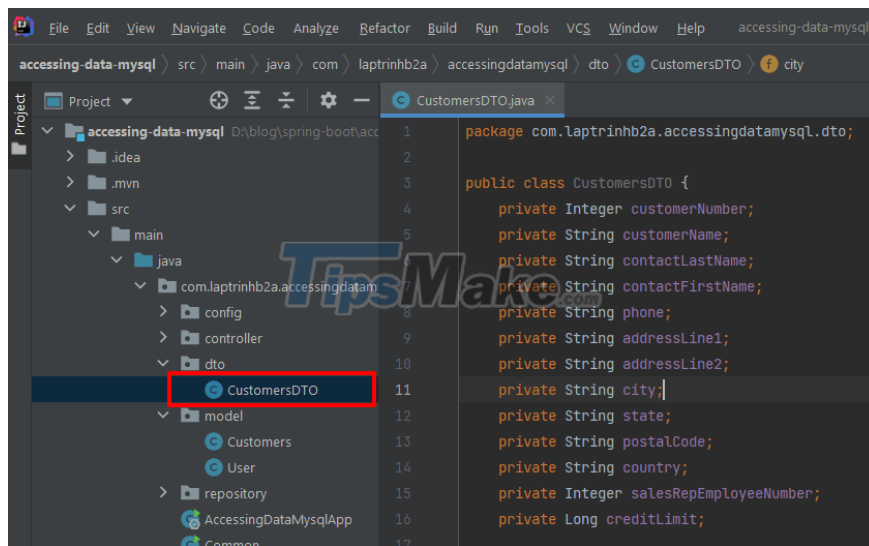 File Edit View Navigate Code Analyze Refactor Build Run Tools VCS Window Help accessing-data-mysql
accessing-data-mysql src main java com laptrinhb2a accessingdatamysql dto CustomersDTO city
Project
Project
CustomersDTO.java
accessing-data-mysql D:\blog\spring-boot\acc
.idea
.mvn
src
main
java
com.laptrinhb2a.accessingdatam
config
controller
dto
CustomersDTO
model
Customers
User
repository
AccessingDataMysqlApp
Common
1 package com.laptrinhb2a.accessingdatamysql.dto;
2
3 public class CustomersDTO {
4 private Integer customerNumber;
5 private String customerName;
private String contactLastName;
private String contactFirstName;
8 private String phone;
9 private String addressLine1;
10 private String addressLine2;
11 private String city;
12 private String state;
13 private String postalCode;
14 private String country;
15 private Integer salesRepEmployeeNumber;
16 private Long creditLimit;
17
TipsMake.com